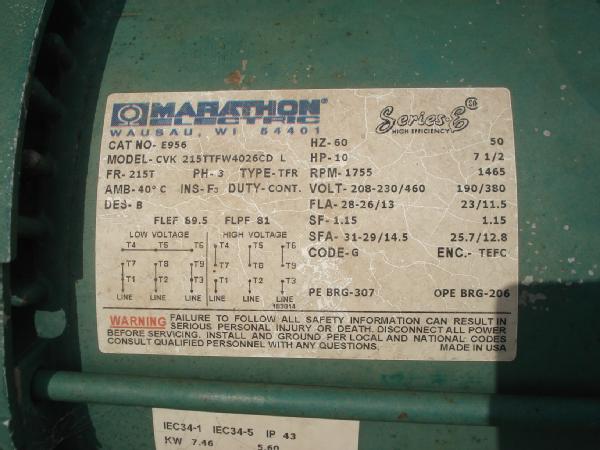 MARATHON®
ELECTRIC
WAUSAU, WI 54401
Series-E
HIGH EFFICIENCY
CAT NO- E956
HZ- 60 50
MODEL- CVK 215TTFW4026CD L
HP- 10 7 1/2
FR- 215T PH- 3 TYPE- TFR
RPM- 1755 1465
AMB- 40°C INS- F3 DUTY- CONT.
VOLT- 208-230/460 190/380
DES- B
FLA- 28-26/13 23/11.5
FLEF 89.5 FLPF 81
SF- 1.15 1.15
LOW VOLTAGE HIGH VOLTAGE
SFA- 31-29/14.5 25.7/12.8
T4 T5 T6 T4 T5 T6
CODE- G ENC.- TEFC
T7 T8 T9 T7 T8 T9
T1 T2 T3 T1 T2 T3
LINE LINE LINE LINE
PE BRG-307 OPE BRG-206
WARNING FAILURE TO FOLLOW ALL SAFETY INFORMATION CAN RESULT IN
SERIOUS PERSONAL INJURY OR DEATH. DISCONNECT ALL POWER
BEFORE SERVICING. INSTALL AND GROUND PER LOCAL AND NATIONAL CODES
CONSULT QUALIFIED PERSONNEL WITH ANY QUESTIONS. MADE IN USA
IEC34-1 IEC34-5 IP 43
KW 7.46 5.60